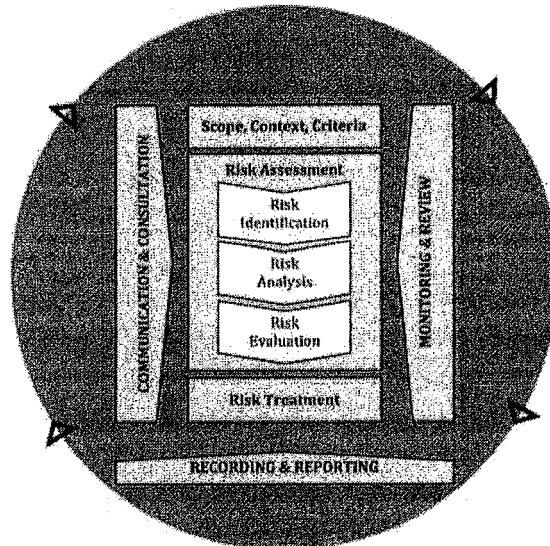 Scope, Context, Criteria
Risk Assessment
Risk
Identification
Risk
Analysis
Risk
Evaluation
Risk Treatment
COMMUNICATION & CONSULTATION
MONITORING & REVIEW
RECORDING & REPORTING